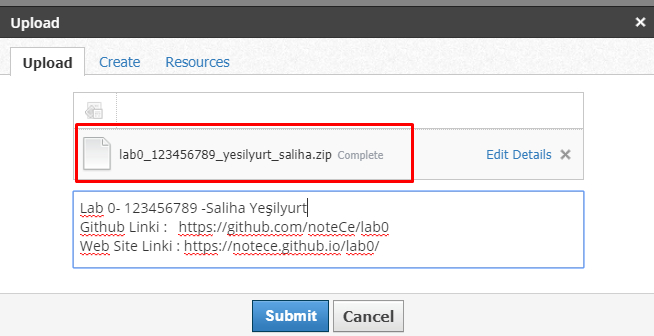 Upload
Upload Create Resources
lab0_123456789_yesilyurt_saliha.zip Complete Edit Details
Lab 0- 123456789 -Saliha Yeşilyurt
Github Linki : https://github.com/noteCe/lab0
Web Site Linki : https://notece.github.io/lab0/
Submit Cancel